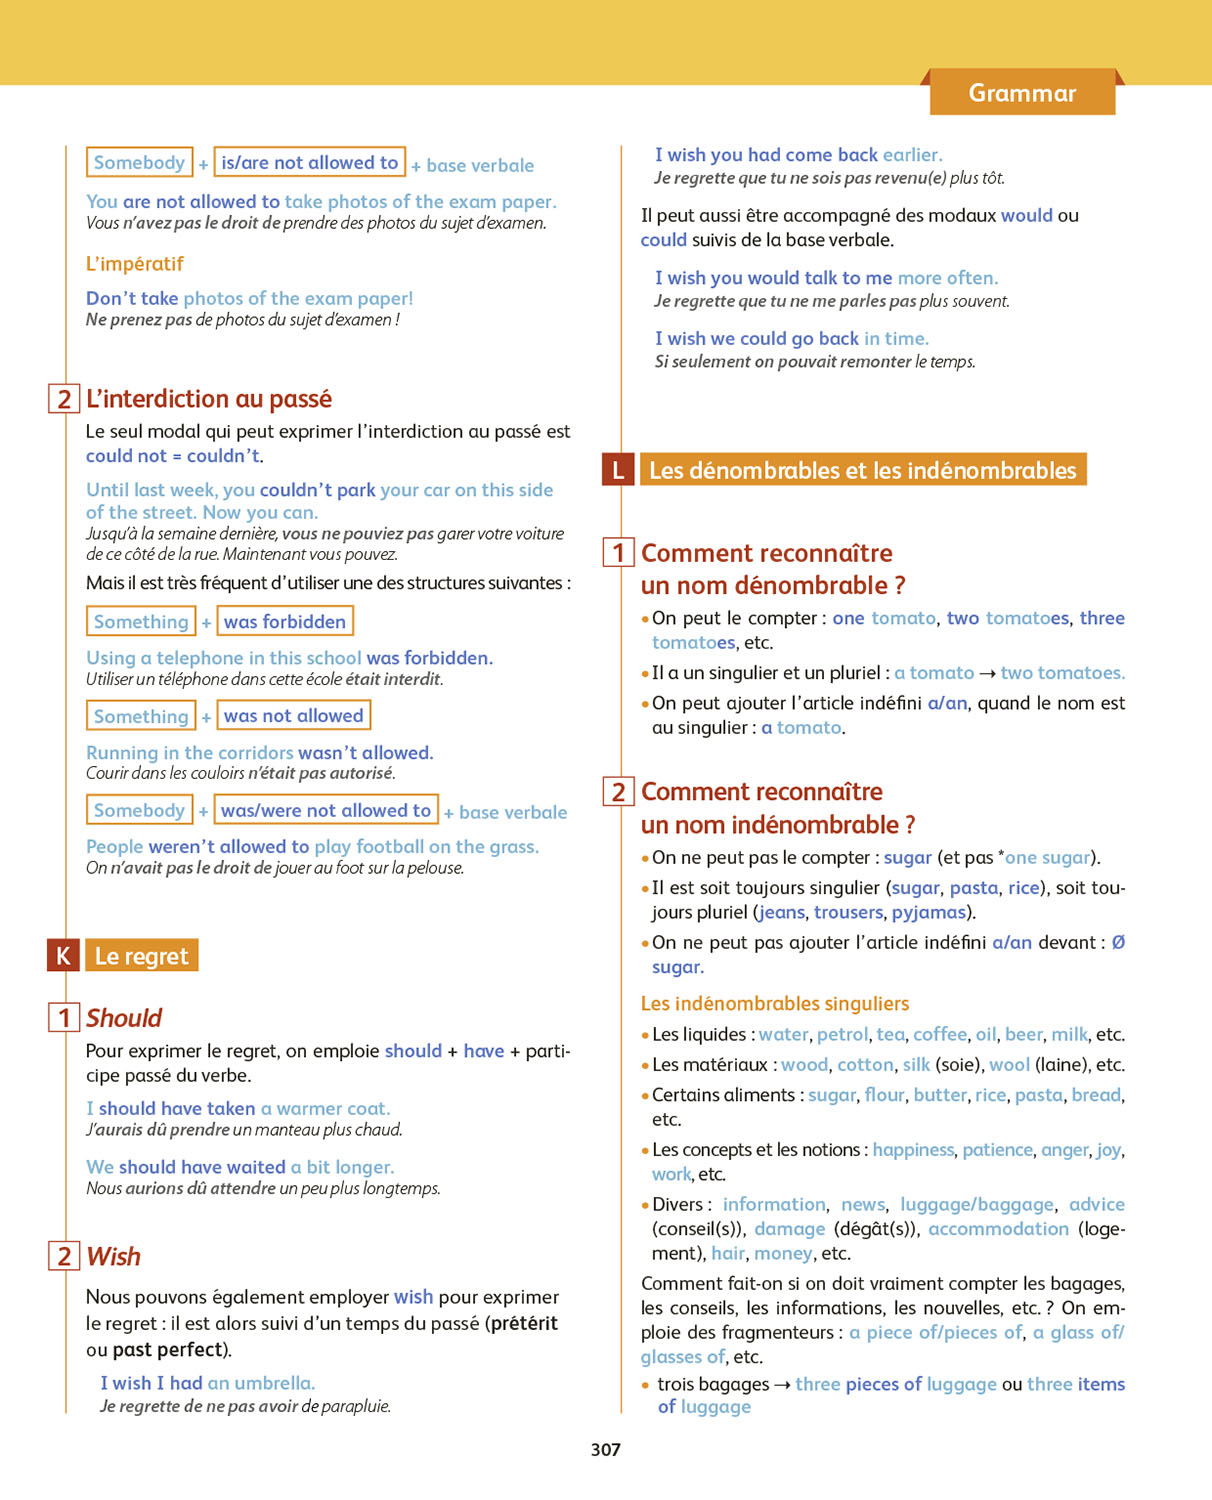 Grammar
Somebody + is/are not allowed to + base verbale
You are not allowed to take photos of the exam paper.
Vous n’avez pas le droit de prendre des photos du sujet d’examen.
L’impératif
Don’t take photos of the exam paper!
Ne prenez pas de photos du sujet d’examen !
2 L’interdiction au passé
Le seul modal qui peut exprimer l’interdiction au passé est
could not = couldn’t.
Until last week, you couldn’t park your car on this side
of the street. Now you can.
Jusqu’à la semaine dernière, vous ne pouviez pas garer votre voiture
de ce côté de la rue. Maintenant vous pouvez.
Mais il est très fréquent d’utiliser une des structures suivantes :
Something + was forbidden
Using a telephone in this school was forbidden.
Utiliser un téléphone dans cette école était interdit.
Something + was not allowed
Running in the corridors wasn’t allowed.
Courir dans les couloirs n’était pas autorisé.
Somebody + was/were not allowed to + base verbale
People weren’t allowed to play football on the grass.
On n’avait pas le droit de jouer au foot sur la pelouse.
K Le regret
1 Should
Pour exprimer le regret, on emploie should + have + parti-
cipe passé du verbe.
I should have taken a warmer coat.
J’aurais dû prendre un manteau plus chaud.
We should have waited a bit longer.
Nous aurions dû attendre un peu plus longtemps.
2 Wish
Nous pouvons également employer wish pour exprimer
le regret : il est alors suivi d’un temps du passé (prétérit
ou past perfect).
I wish I had an umbrella.
Je regrette de ne pas avoir de parapluie.
I wish you had come back earlier.
Je regrette que tu ne sois pas revenu(e) plus tôt.
Il peut aussi être accompagné des modaux would ou
could suivis de la base verbale.
I wish you would talk to me more often.
Je regrette que tu ne me parles pas plus souvent.
I wish we could go back in time.
Si seulement on pouvait remonter le temps.
L Les dénombrables et les indénombrables
1 Comment reconnaître
un nom dénombrable ?
• On peut le compter : one tomato, two tomatoes, three
tomatoes, etc.
• Il a un singulier et un pluriel : a tomato → two tomatoes.
• On peut ajouter l’article indéfini a/an, quand le nom est
au singulier : a tomato.
2 Comment reconnaître
un nom indénombrable ?
• On ne peut pas le compter : sugar (et pas *one sugar).
• Il est soit toujours singulier (sugar, pasta, rice), soit tou-
jours pluriel (jeans, trousers, pyjamas).
• On ne peut pas ajouter l’article indéfini a/an devant : Ø
sugar.
Les indénombrables singuliers
• Les liquides : water, petrol, tea, coffee, oil, beer, milk, etc.
• Les matériaux : wood, cotton, silk (soie), wool (laine), etc.
• Certains aliments : sugar, flour, butter, rice, pasta, bread,
etc.
• Les concepts et les notions : happiness, patience, anger, joy,
work, etc.
• Divers : information, news, luggage/baggage, advice
(conseil(s)), damage (dégât(s)), accommodation (loge-
ment), hair, money, etc.
Comment fait-on si on doit vraiment compter les bagages,
les conseils, les informations, les nouvelles, etc. ? On em-
ploie des fragmenteurs : a piece of/pieces of, a glass of/
glasses of, etc.
• trois bagages → three pieces of luggage ou three items
of luggage
307